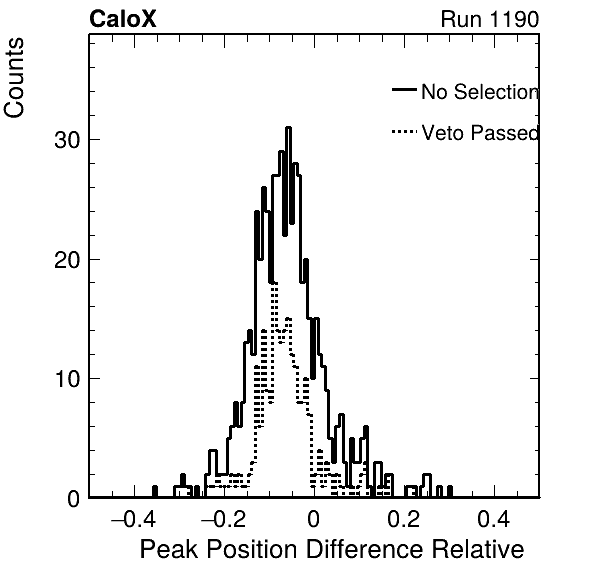 CaloX Run 1190
Counts
No Selection
Veto Passed
30
20
10
0
−0.4 −0.2 0 0.2 0.4
Peak Position Difference Relative